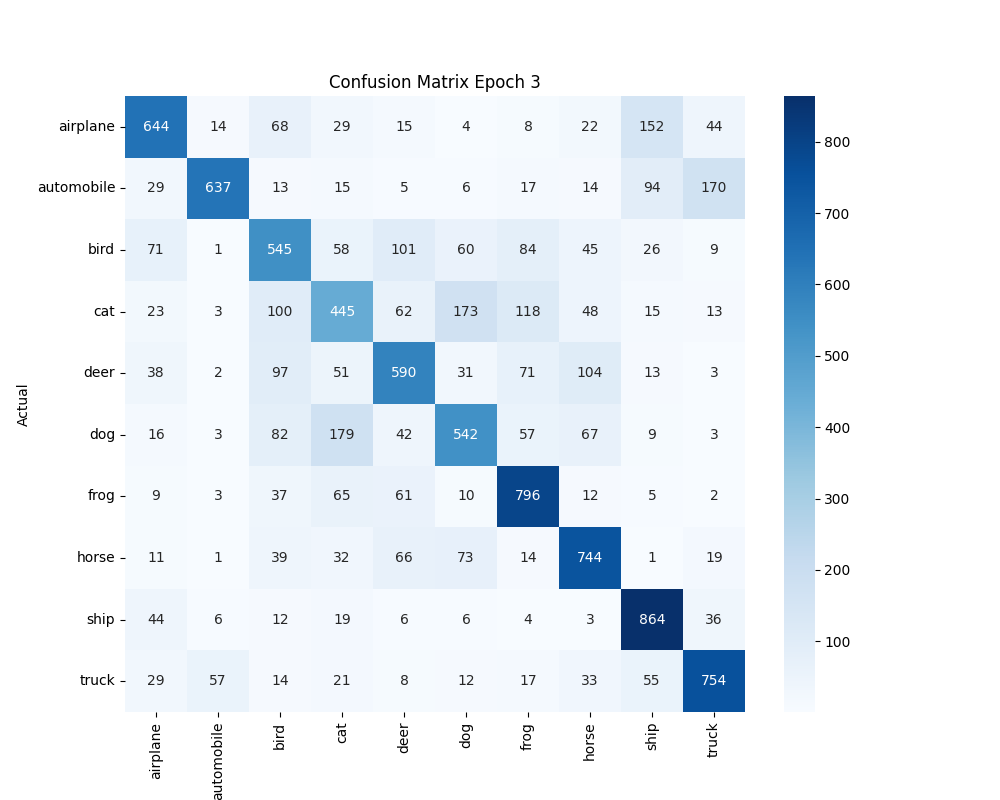 Confusion Matrix Epoch 3
Actual
airplane 644 14 68 29 15 4 8 22 152 44
automobile 29 637 13 15 5 6 17 14 94 170
bird 71 1 545 58 101 60 84 45 26 9
cat 23 3 100 445 62 173 118 48 15 13
deer 38 2 97 51 590 31 71 104 13 3
dog 16 3 82 179 42 542 57 67 9 3
frog 9 3 37 65 61 10 796 12 5 2
horse 11 1 39 32 66 73 14 744 1 19
ship 44 6 12 19 6 6 4 3 864 36
truck 29 57 14 21 8 12 17 33 55 754
airplane automobile bird cat deer dog frog horse ship truck
800
700
600
500
400
300
200
100